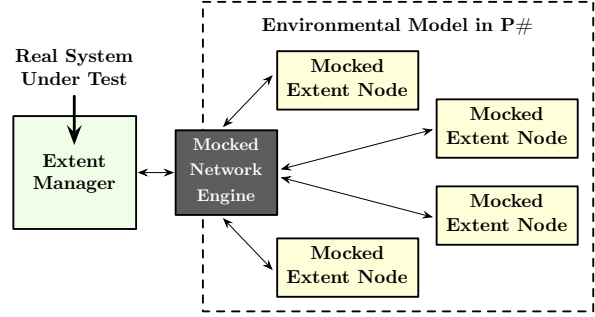 Environmental Model in P#
Real System
Under Test
Mocked
Extent Node
Mocked
Extent Node
Extent
Manager
Mocked
Network
Engine
Mocked
Extent Node
Mocked
Extent Node